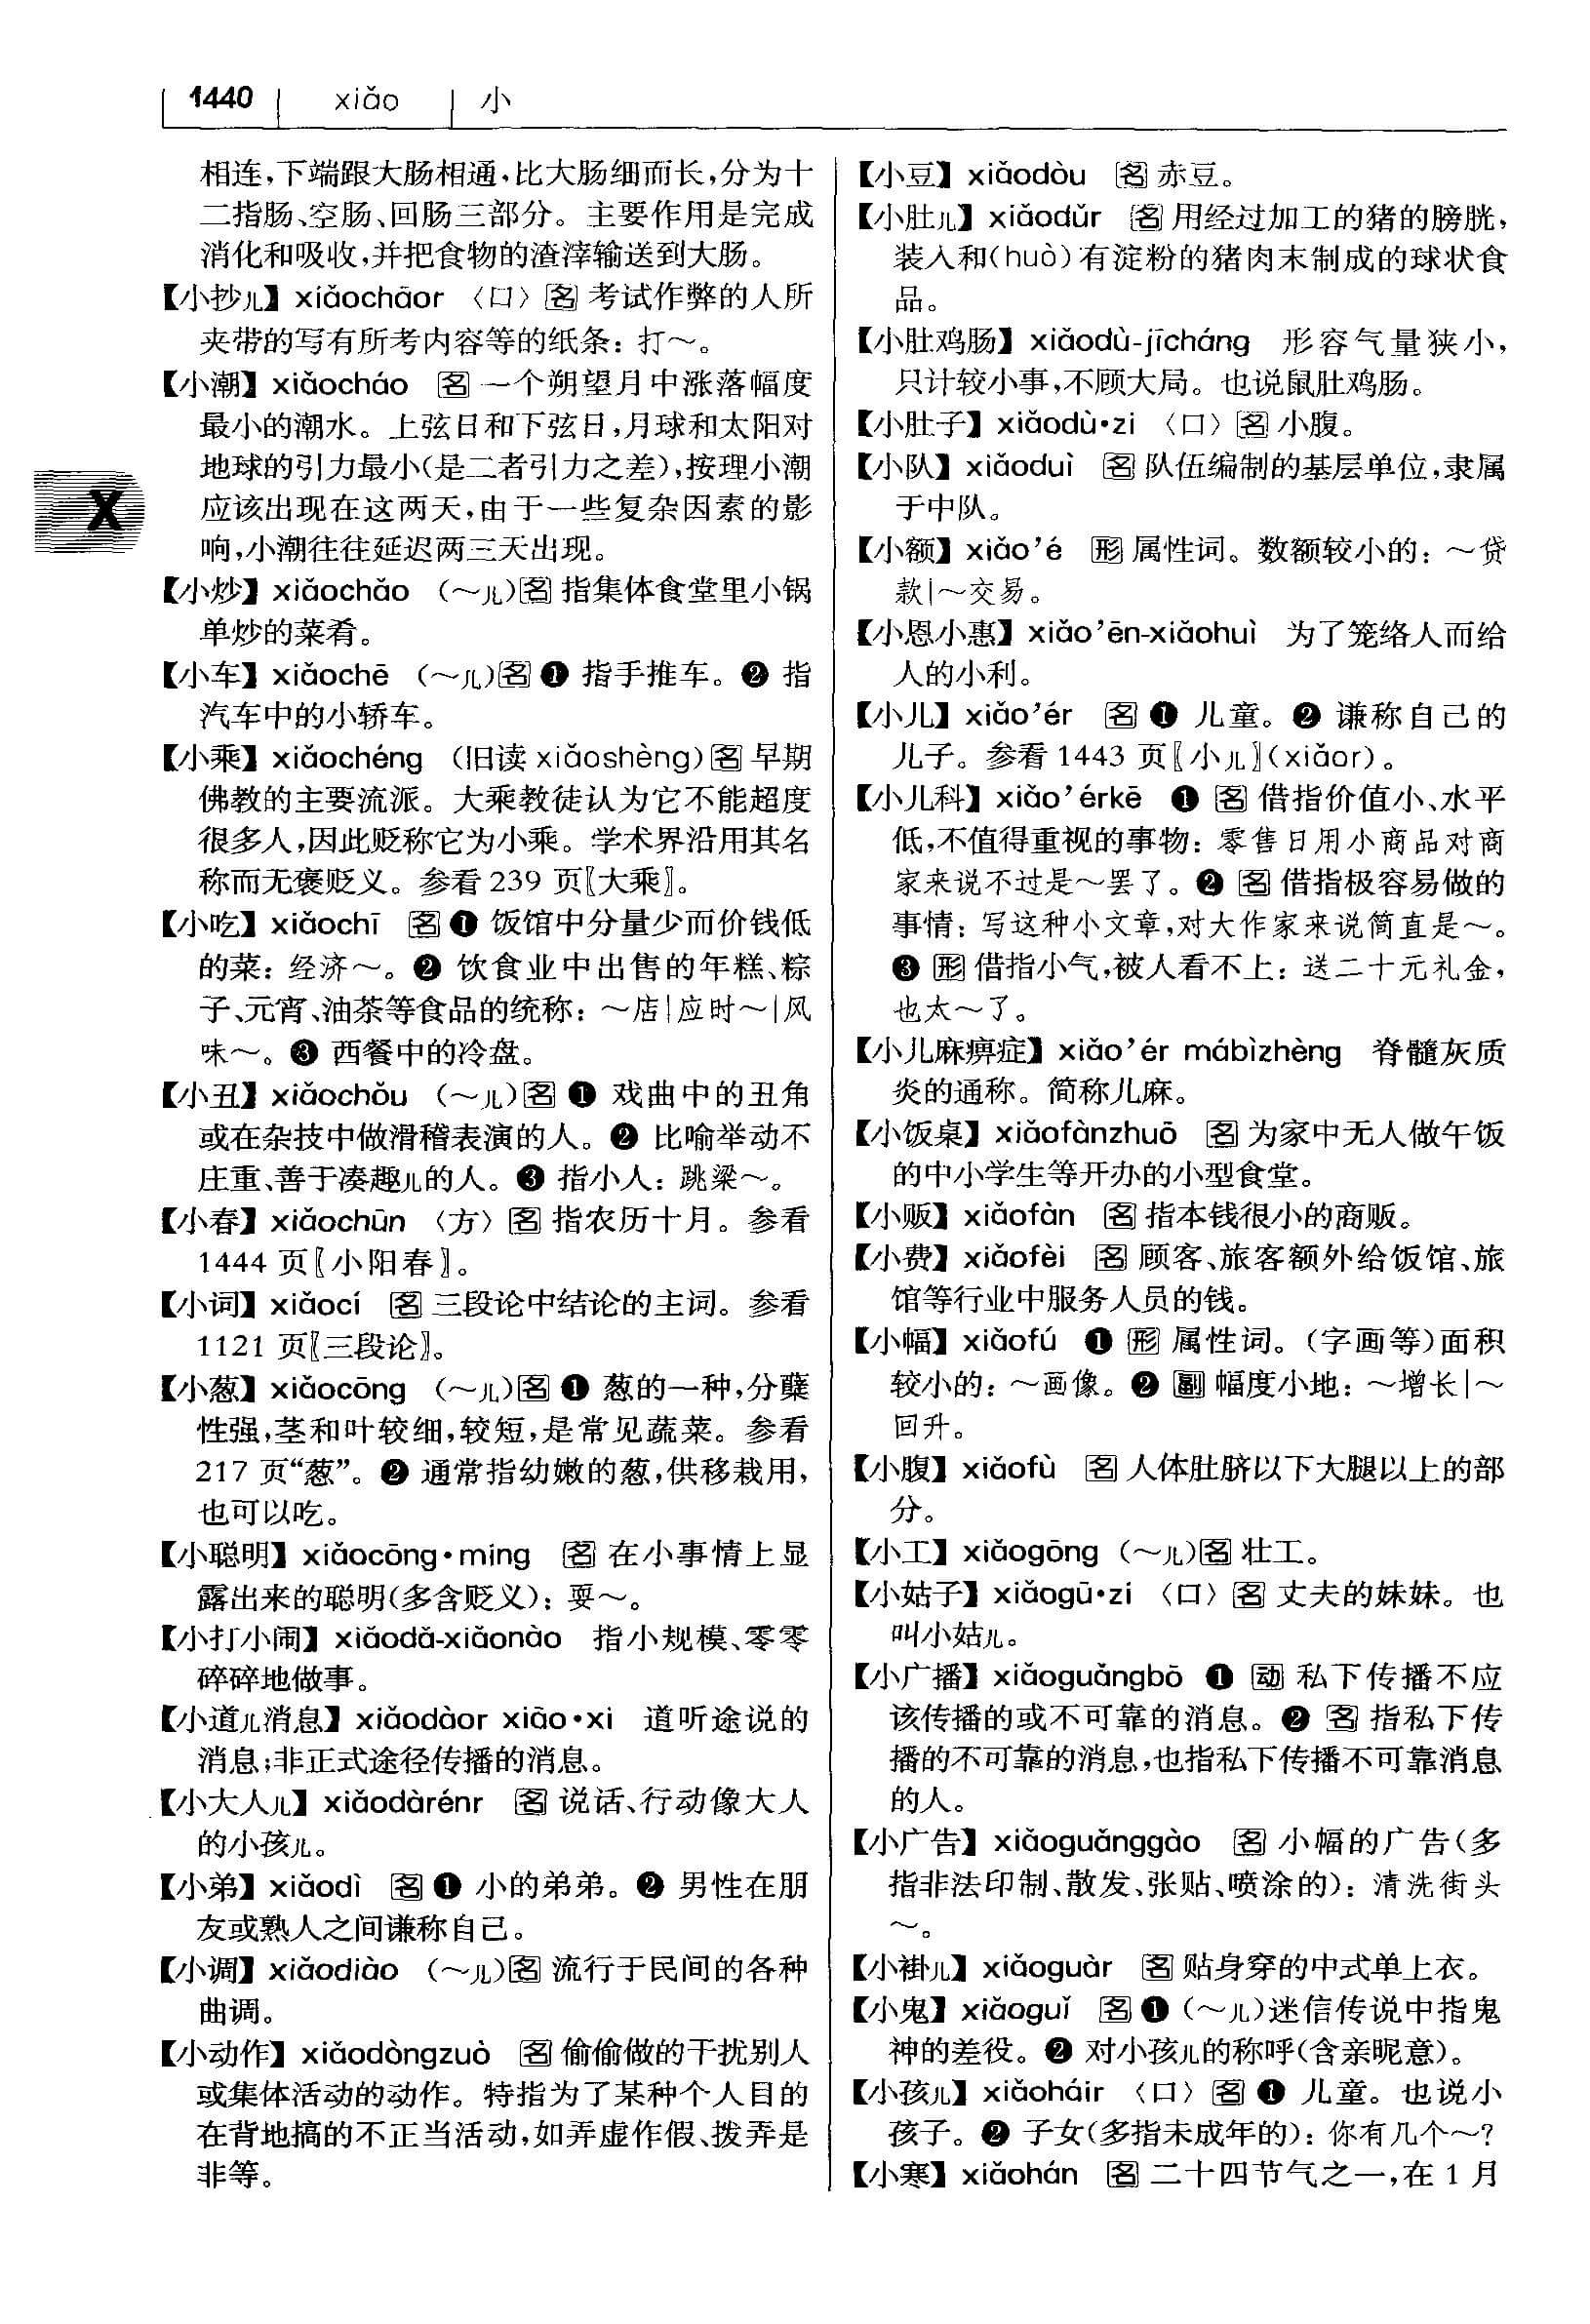 1440 xiǎo 小
相连,下端跟大肠相通,比大肠细而长,分为十
二指肠、空肠、回肠三部分。主要作用是完成
消化和吸收,并把食物的渣滓输送到大肠。
【小抄儿】xiǎochāor〈口〉名 考试作弊的人所
夹带的写有所考内容等的纸条:打～。
【小潮】xiǎocháo 名 一个朔望月中涨落幅度
最小的潮水。上弦日和下弦日,月球和太阳对
地球的引力最小(是二者引力之差),按理小潮
应该出现在这两天,由于一些复杂因素的影
响,小潮往往延迟两三天出现。
【小炒】xiǎochǎo (～儿)名 指集体食堂里小锅
单炒的菜肴。
【小车】xiǎochē (～儿)名 ❶ 指手推车。❷ 指
汽车中的小轿车。
【小乘】xiǎochéng (旧读 xiǎoshèng)名 早期
佛教的主要流派。大乘教徒认为它不能超度
很多人,因此贬称它为小乘。学术界沿用其名
称而无褒贬义。参看 239 页〖大乘〗。
【小吃】xiǎochī 名 ❶ 饭馆中分量少而价钱低
的菜:经济～。❷ 饮食业中出售的年糕、粽
子、元宵、油茶等食品的统称:～店|应时～|风
味～。❸ 西餐中的冷盘。
【小丑】xiǎochǒu (～儿)名 ❶ 戏曲中的丑角
或在杂技中做滑稽表演的人。❷ 比喻举动不
庄重、善于凑趣儿的人。❸ 指小人:跳梁～。
【小春】xiǎochūn〈方〉名 指农历十月。参看
1444 页〖小阳春〗。
【小词】xiǎocí 名 三段论中结论的主词。参看
1121 页〖三段论〗。
【小葱】xiǎocōng (～儿)名 ❶ 葱的一种,分蘖
性强,茎和叶较细,较短,是常见蔬菜。参看
217 页“葱”。❷ 通常指幼嫩的葱,供移栽用,
也可以吃。
【小聪明】xiǎocōng·míng 名 在小事情上显
露出来的聪明(多含贬义):耍～。
【小打小闹】xiǎodǎ-xiǎonào 指小规模、零零
碎碎地做事。
【小道儿消息】xiǎodàor xiāo·xi 道听途说的
消息;非正式途径传播的消息。
【小大人儿】xiǎodàrénr 名 说话、行动像大人
的小孩儿。
【小弟】xiǎodì 名 ❶ 小的弟弟。❷ 男性在朋
友或熟人之间谦称自己。
【小调】xiǎodiào (～儿)名 流行于民间的各种
曲调。
【小动作】xiǎodòngzuò 名 偷偷做的干扰别人
或集体活动的动作。特指为了某种个人目的
在背地搞的不正当活动,如弄虚作假、拨弄是
非等。
【小豆】xiǎodòu 名 赤豆。
【小肚儿】xiǎodǔr 名 用经过加工的猪的膀胱,
装入和(huò)有淀粉的猪肉末制成的球状食
品。
【小肚鸡肠】xiǎodù-jīcháng 形容气量狭小,
只计较小事,不顾大局。也说鼠肚鸡肠。
【小肚子】xiǎodù·zi〈口〉名 小腹。
【小队】xiǎoduì 名 队伍编制的基层单位,隶属
于中队。
【小额】xiǎo’é 形 属性词。数额较小的:～贷
款|～交易。
【小恩小惠】xiǎo’ēn-xiǎohuì 为了笼络人而给
人的小利。
【小儿】xiǎo’ér 名 ❶ 儿童。❷ 谦称自己的
儿子。参看 1443 页〖小儿〗(xiǎor)。
【小儿科】xiǎo’érkē ❶ 名 借指价值小、水平
低,不值得重视的事物:零售日用小商品对商
家来说不过是～罢了。❷ 名 借指极容易做的
事情:写这种小文章,对大作家来说简直是～。
❸ 形 借指小气,被人看不上:送二十元礼金,
也太～了。
【小儿麻痹症】xiǎo’ér mábìzhèng 脊髓灰质
炎的通称。简称儿麻。
【小饭桌】xiǎofànzhuō 名 为家中无人做午饭
的中小学生等开办的小型食堂。
【小贩】xiǎofàn 名 指本钱很小的商贩。
【小费】xiǎofèi 名 顾客、旅客额外给饭馆、旅
馆等行业中服务人员的钱。
【小幅】xiǎofú ❶ 形 属性词。(字画等)面积
较小的:～画像。❷ 副 幅度小地:～增长|～
回升。
【小腹】xiǎofù 名 人体肚脐以下大腿以上的部
分。
【小工】xiǎogōng (～儿)名 壮工。
【小姑子】xiǎogū·zi〈口〉名 丈夫的妹妹。也
叫小姑儿。
【小广播】xiǎoguǎngbō ❶ 动 私下传播不应
该传播的或不可靠的消息。❷ 名 指私下传
播的不可靠的消息,也指私下传播不可靠消息
的人。
【小广告】xiǎoguǎnggào 名 小幅的广告(多
指非法印制、散发、张贴、喷涂的):清洗街头
～。
【小褂儿】xiǎoguàr 名 贴身穿的中式单上衣。
【小鬼】xiǎoguǐ 名 ❶ (～儿)迷信传说中指鬼
神的差役。❷ 对小孩儿的称呼(含亲昵意)。
【小孩儿】xiǎoháir〈口〉名 ❶ 儿童。也说小
孩子。❷ 子女(多指未成年的):你有几个～?
【小寒】xiǎohán 名 二十四节气之一,在 1 月
X